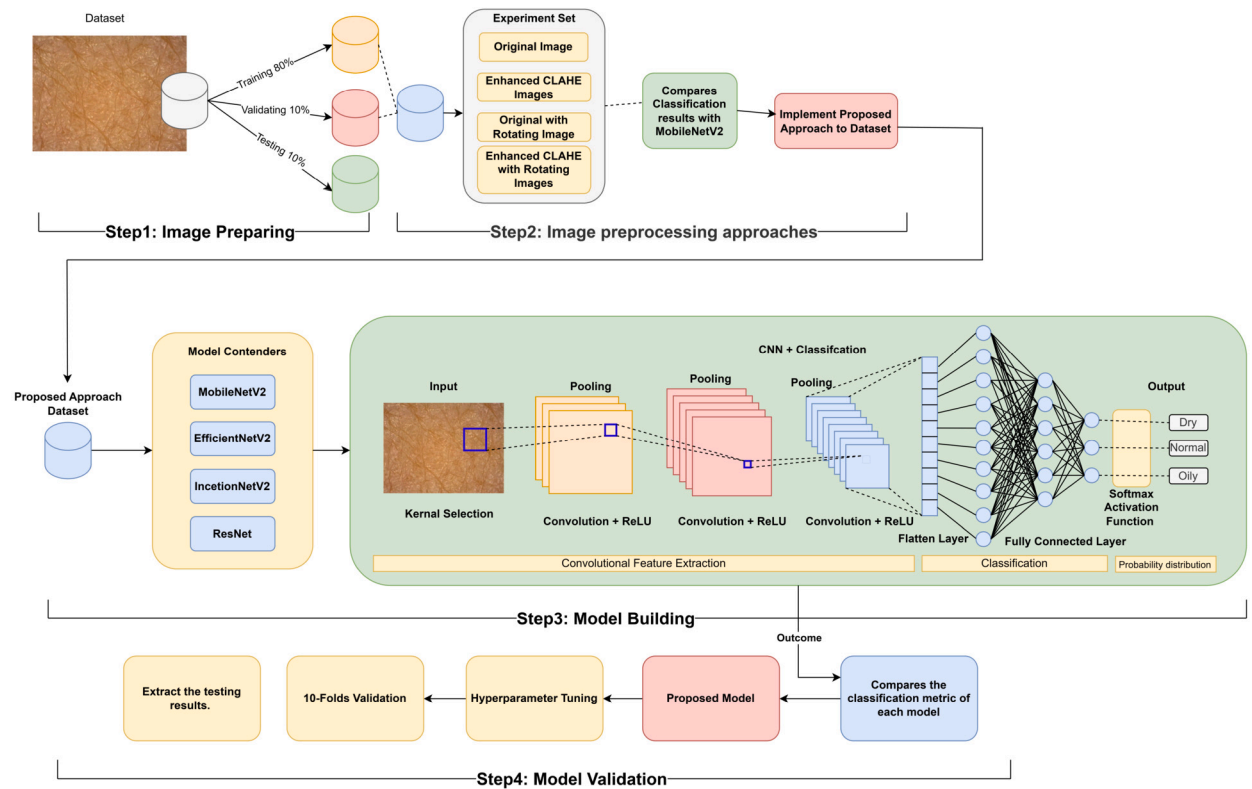 Dataset
Training 80%
Validating 10%
Testing 10%
Experiment Set
Original Image
Enhanced CLAHE
Images
Original with
Rotating Image
Enhanced CLAHE
with Rotating
Images
Compares
Classification
results with
MobileNetV2
Implement Proposed
Approach to Dataset
Step1: Image Preparing
Step2: Image preprocessing approaches
Proposed Approach
Dataset
Model Contenders
MobileNetV2
EfficientNetV2
IncetionNetV2
ResNet
CNN + Classifcation
Input
Pooling
Pooling
Pooling
Output
Dry
Normal
Oily
Kernal Selection
Convolution + ReLU
Convolution + ReLU
Convolution + ReLU
Flatten Layer
Fully Connected Layer
Softmax
Activation
Function
Convolutional Feature Extraction
Classification
Probability distribution
Step3: Model Building
Outcome
Extract the testing
results.
10-Folds Validation
Hyperparameter Tuning
Proposed Model
Compares the
classification metric of
each model
Step4: Model Validation